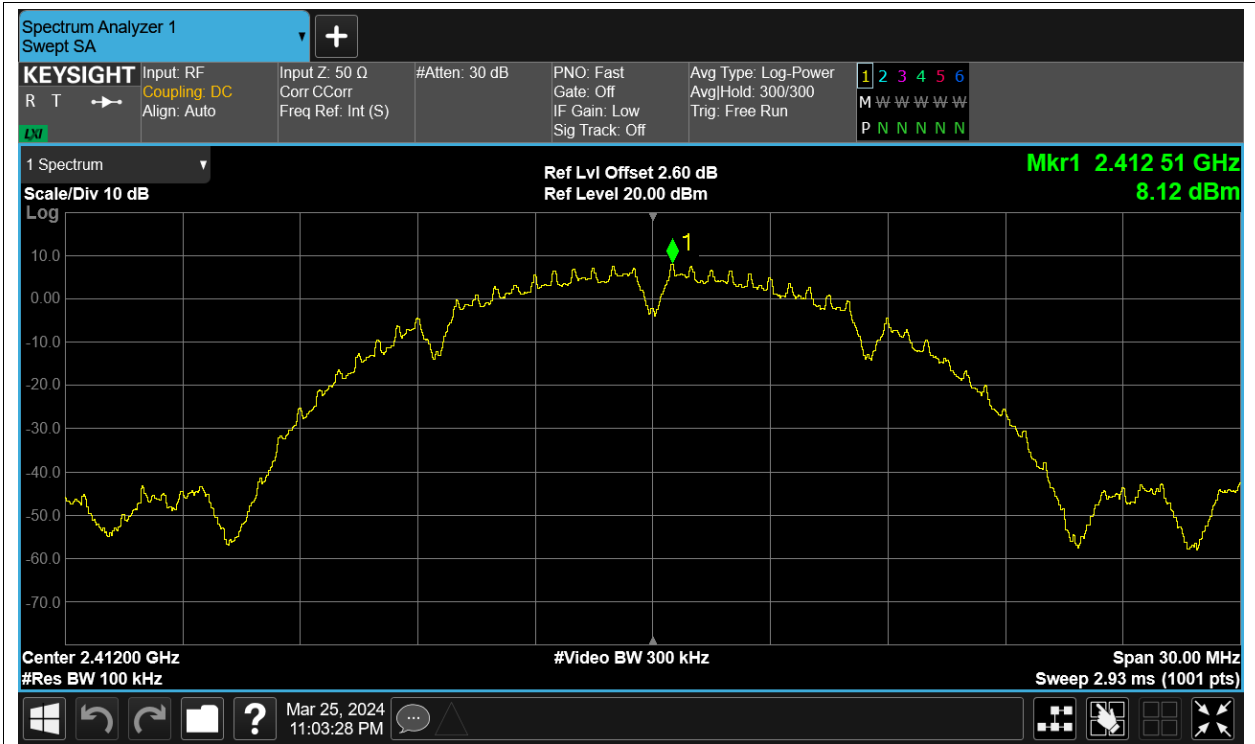 Spectrum Analyzer 1
Swept SA
+
KEYSIGHT
R T
LXI
Input: RF
Coupling: DC
Align: Auto
Input Z: 50 Ω
Corr CCorr
Freq Ref: Int (S)
#Atten: 30 dB
PNO: Fast
Gate: Off
IF Gain: Low
Sig Track: Off
Avg Type: Log-Power
Avg|Hold: 300/300
Trig: Free Run
1 2 3 4 5 6
M W W W W W
P N N N N N
1 Spectrum
Scale/Div 10 dB
Log
Ref Lvl Offset 2.60 dB
Ref Level 20.00 dBm
Mkr1 2.412 51 GHz
8.12 dBm
1
10.0
0.00
-10.0
-20.0
-30.0
-40.0
-50.0
-60.0
-70.0
Center 2.41200 GHz
#Res BW 100 kHz
#Video BW 300 kHz
Span 30.00 MHz
Sweep 2.93 ms (1001 pts)
?
Mar 25, 2024
11:03:28 PM